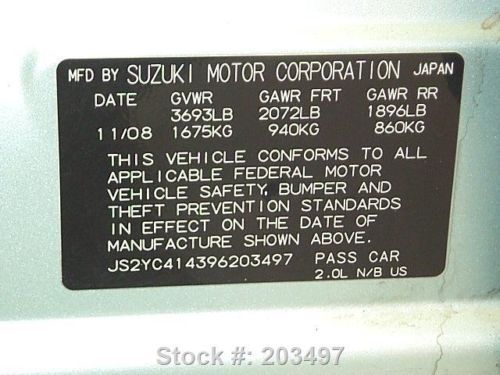 MFD BY SUZUKI MOTOR CORPORATION JAPAN
DATE GVWR GAWR FRT GAWR RR
3693LB 2072LB 1896LB
11/08 1675KG 940KG 860KG
THIS VEHICLE CONFORMS TO ALL
APPLICABLE FEDERAL MOTOR
VEHICLE SAFETY, BUMPER AND
THEFT PREVENTION STANDARDS
IN EFFECT ON THE DATE OF
MANUFACTURE SHOWN ABOVE.
JS2YC414396203497 PASS CAR
2.0L N/B US
Stock #: 203497